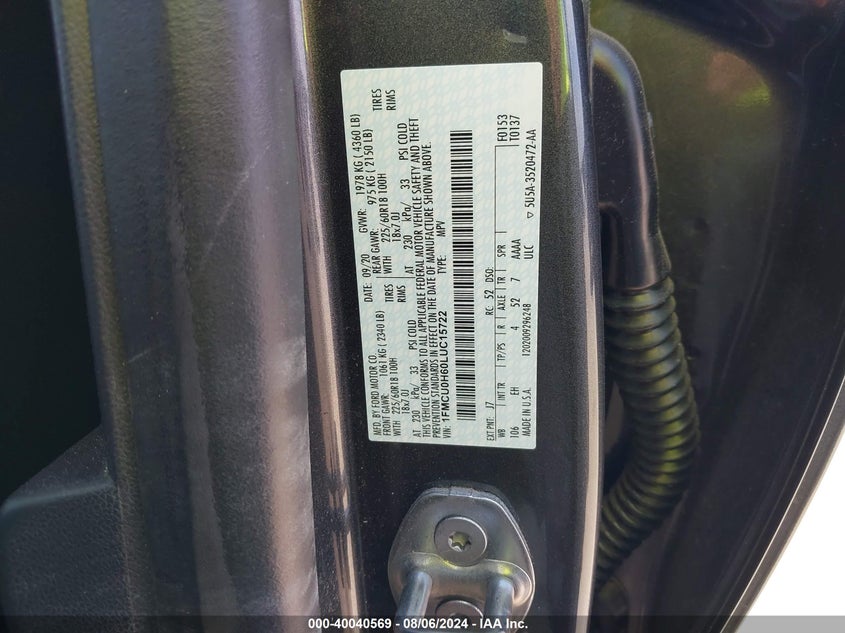 MFD. BY FORD MOTOR CO. DATE: 09/20 GVWR: 1978 KG ( 4360 LB)
FRONT GAWR: 1061 KG ( 2340 LB) REAR GAWR: 975 KG ( 2150 LB)
WITH 225/60R18 100H TIRES WITH 225/60R18 100H TIRES
18x7.0J RIMS 18x7.0J RIMS
AT 230 kPa/ 33 PSI COLD AT 230 kPa/ 33 PSI COLD
THIS VEHICLE CONFORMS TO ALL APPLICABLE FEDERAL MOTOR VEHICLE SAFETY AND THEFT
PREVENTION STANDARDS IN EFFECT ON THE DATE OF MANUFACTURE SHOWN ABOVE.
VIN: 1FMCU0H60LUC15722 TYPE: MPV
EXT PNT: J7 RC: 52 DSO: F0153
WB INT TR TP/PS R AXLE TR SPR T0137
106 EH 4 52 7 AAAA
MADE IN U.S.A. 1202009296248 ULC ▽ 5U5A-3520472-AA
000-40040569 - 08/06/2024 - IAA Inc.